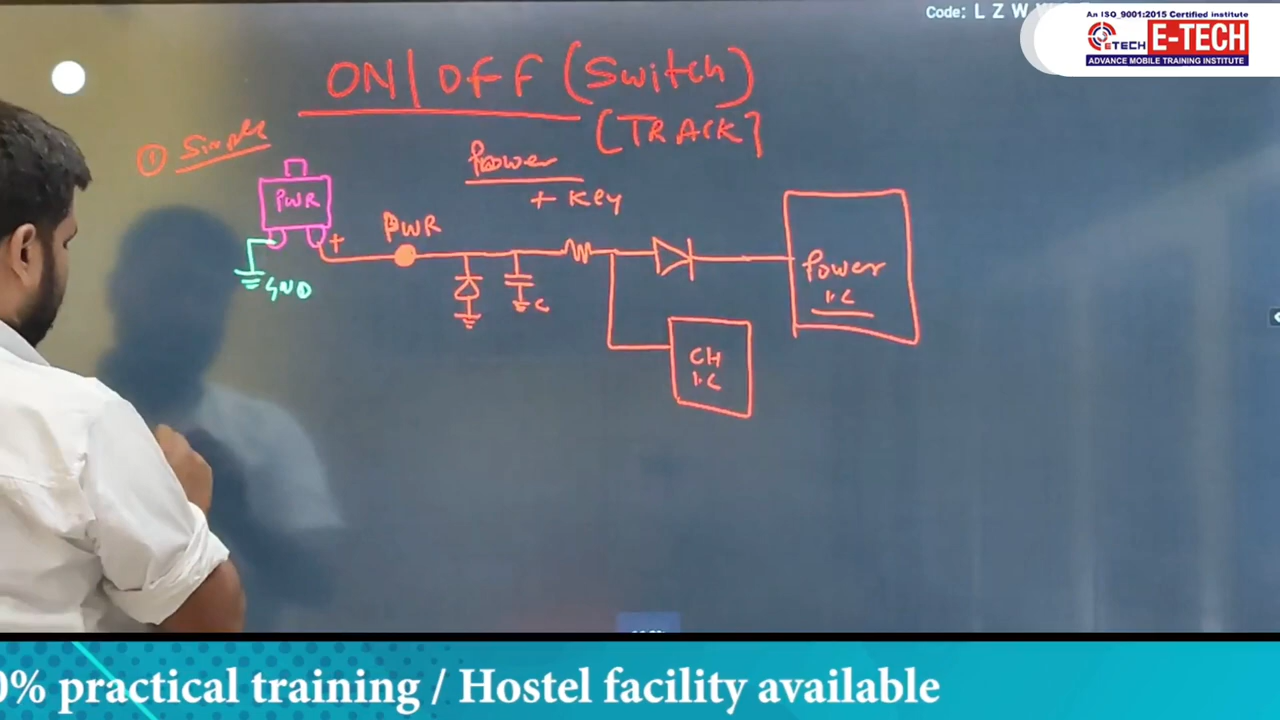 Code: L Z W
An ISO 9001:2015 Certified institute
ETECH E-TECH
ADVANCE MOBILE TRAINING INSTITUTE
ON/OFF (Switch)
[TRACK]
① Simple
Power
+ Key
PWR
PWR
+
GND
C
Power
I.C
CH
I.C
0% practical training / Hostel facility available